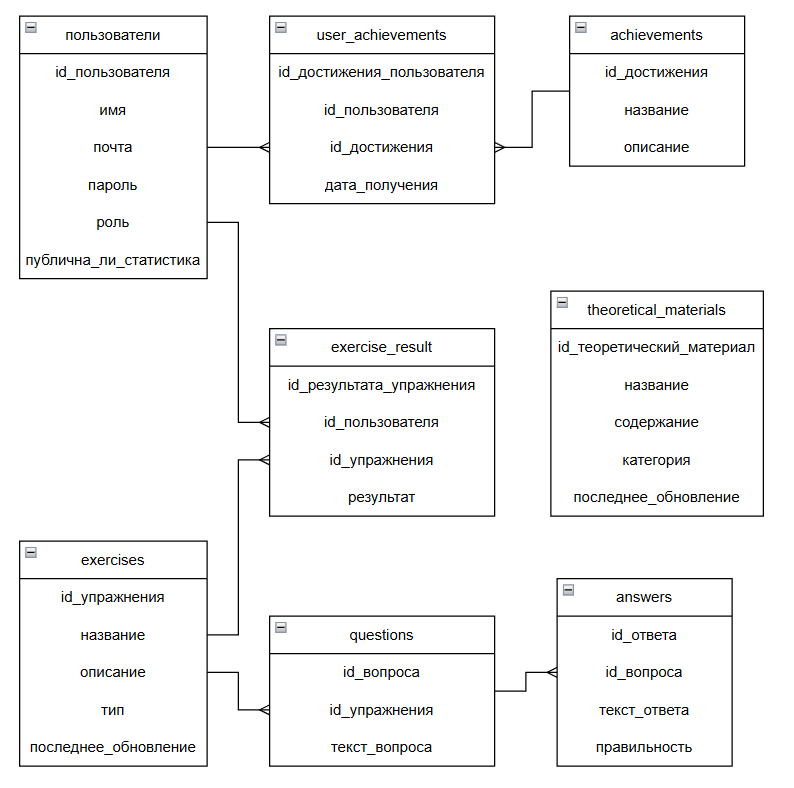 пользователи
id_пользователя
имя
почта
пароль
роль
публична_ли_статистика
user_achievements
id_достижения_пользователя
id_пользователя
id_достижения
дата_получения
achievements
id_достижения
название
описание
exercise_result
id_результата_упражнения
id_пользователя
id_упражнения
результат
theoretical_materials
id_теоретический_материал
название
содержание
категория
последнее_обновление
exercises
id_упражнения
название
описание
тип
последнее_обновление
questions
id_вопроса
id_упражнения
текст_вопроса
answers
id_ответа
id_вопроса
текст_ответа
правильность